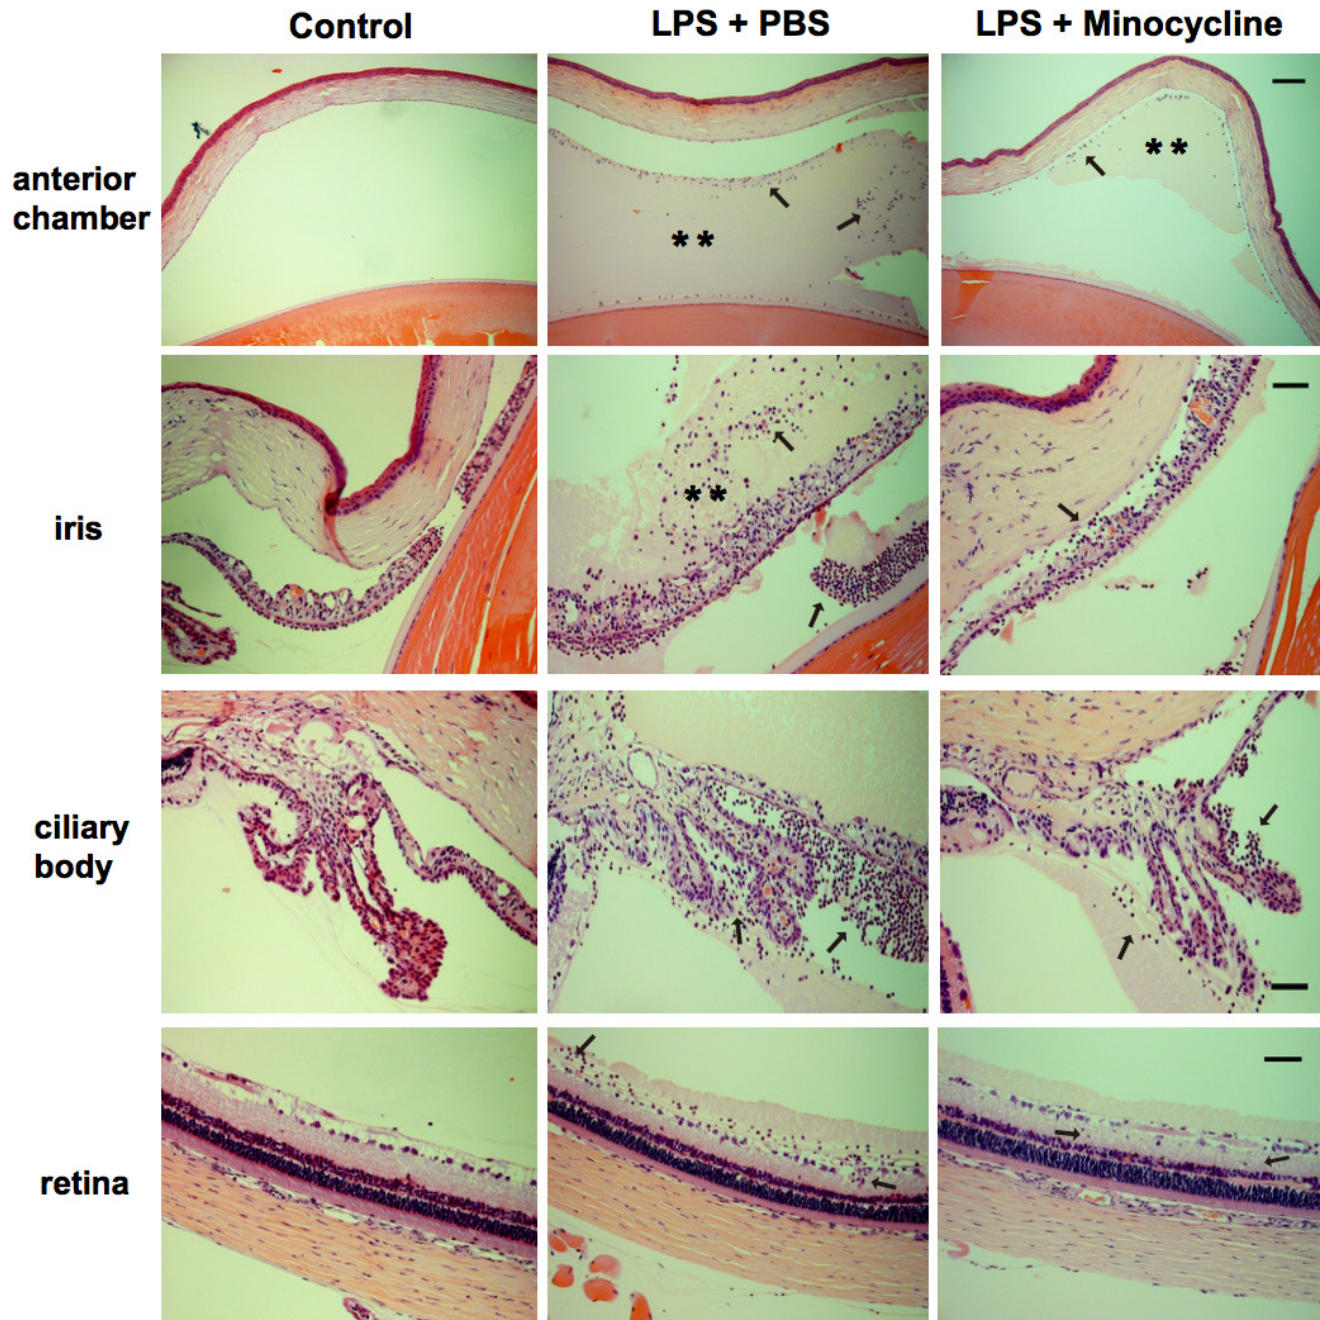 Control
LPS + PBS
LPS + Minocycline
anterior
chamber
**
**
iris
**
ciliary
body
retina